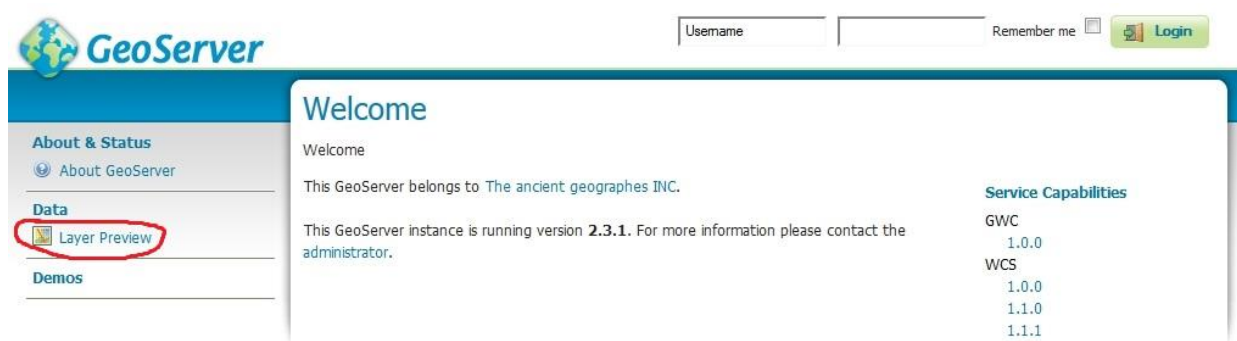 GeoServer
Username
Remember me
Login
About & Status
About GeoServer
Data
Layer Preview
Demos
Welcome
Welcome
This GeoServer belongs to The ancient geographes INC.
This GeoServer instance is running version 2.3.1. For more information please contact the
administrator.
Service Capabilities
GWC
1.0.0
WCS
1.0.0
1.1.0
1.1.1